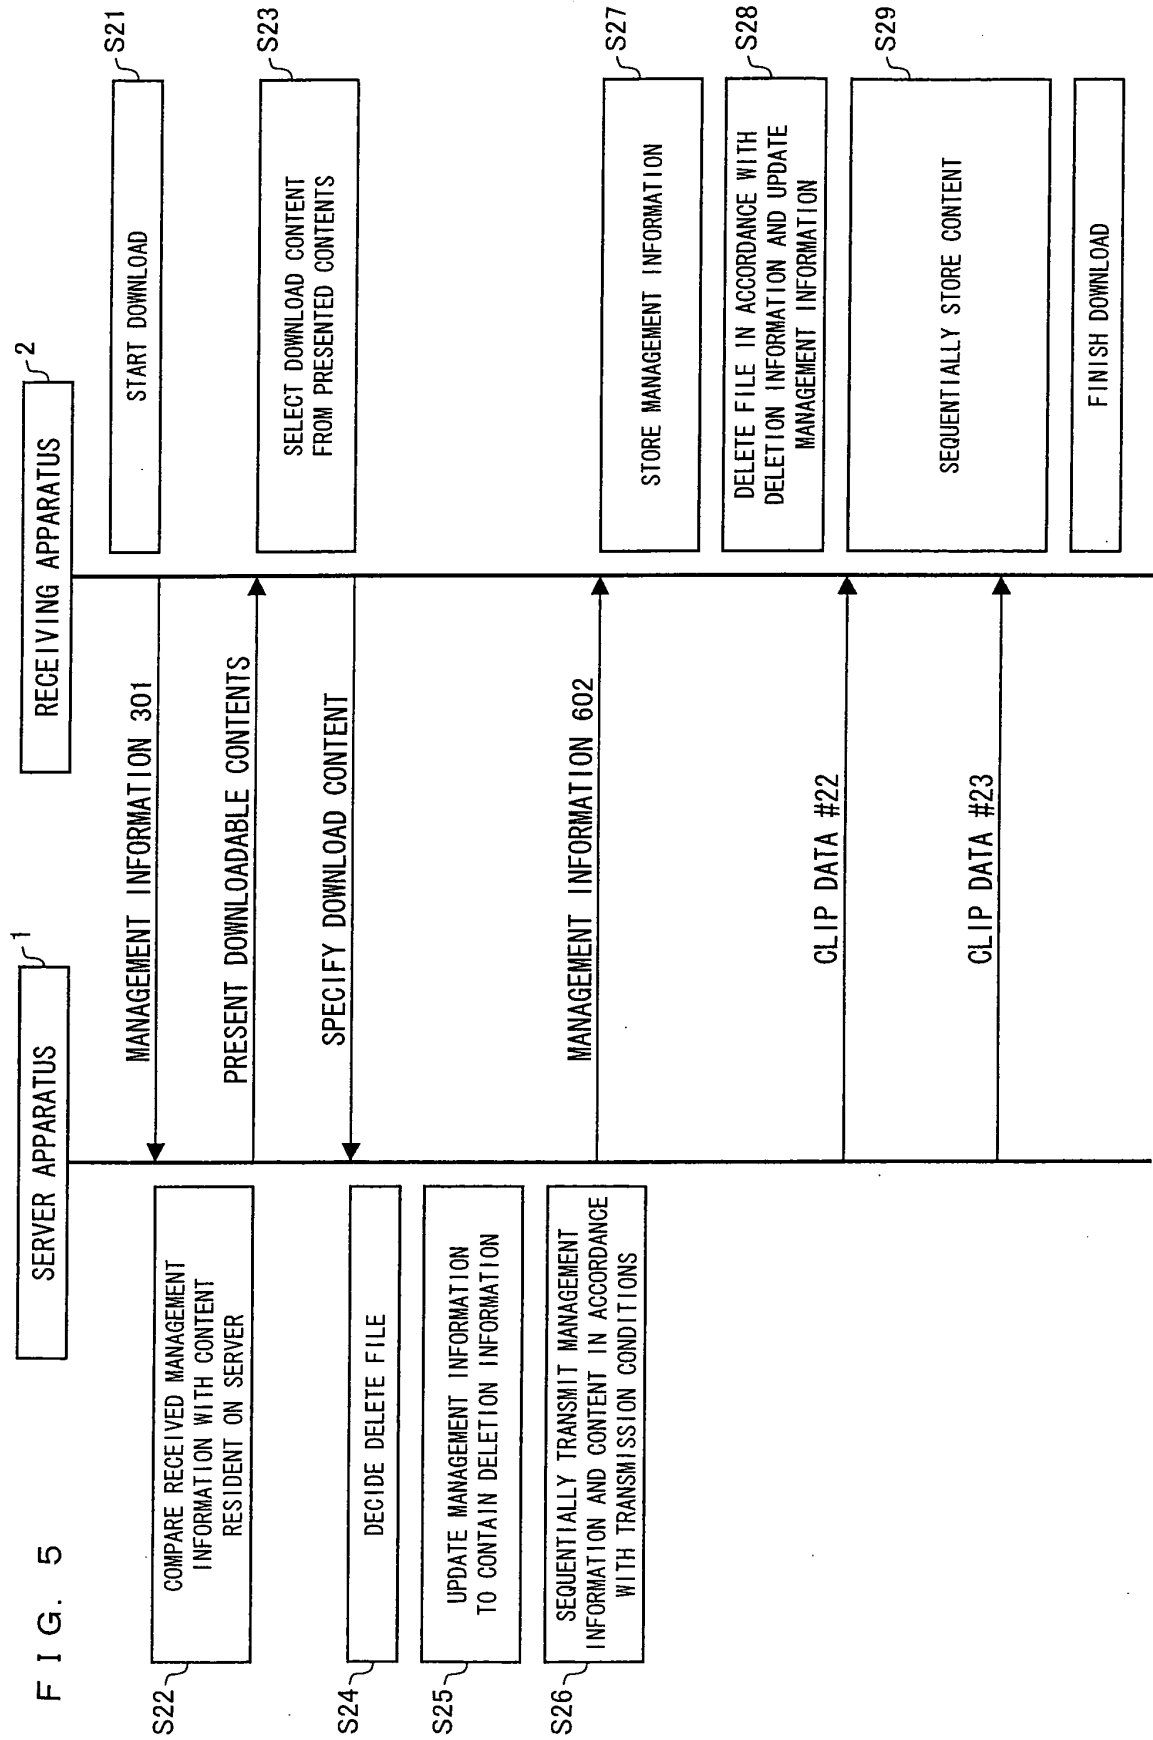 FIG. 5
SERVER APPARATUS
1
RECEIVING APPARATUS
2
START DOWNLOAD
S21
MANAGEMENT INFORMATION 301
S22
COMPARE RECEIVED MANAGEMENT
INFORMATION WITH CONTENT
RESIDENT ON SERVER
PRESENT DOWNLOADABLE CONTENTS
SELECT DOWNLOAD CONTENT
FROM PRESENTED CONTENTS
S23
SPECIFY DOWNLOAD CONTENT
S24
DECIDE DELETE FILE
S25
UPDATE MANAGEMENT INFORMATION
TO CONTAIN DELETION INFORMATION
S26
SEQUENTIALLY TRANSMIT MANAGEMENT
INFORMATION AND CONTENT IN ACCORDANCE
WITH TRANSMISSION CONDITIONS
MANAGEMENT INFORMATION 602
STORE MANAGEMENT INFORMATION
S27
DELETE FILE IN ACCORDANCE WITH
DELETION INFORMATION AND UPDATE
MANAGEMENT INFORMATION
S28
CLIP DATA #22
SEQUENTIALLY STORE CONTENT
S29
CLIP DATA #23
FINISH DOWNLOAD